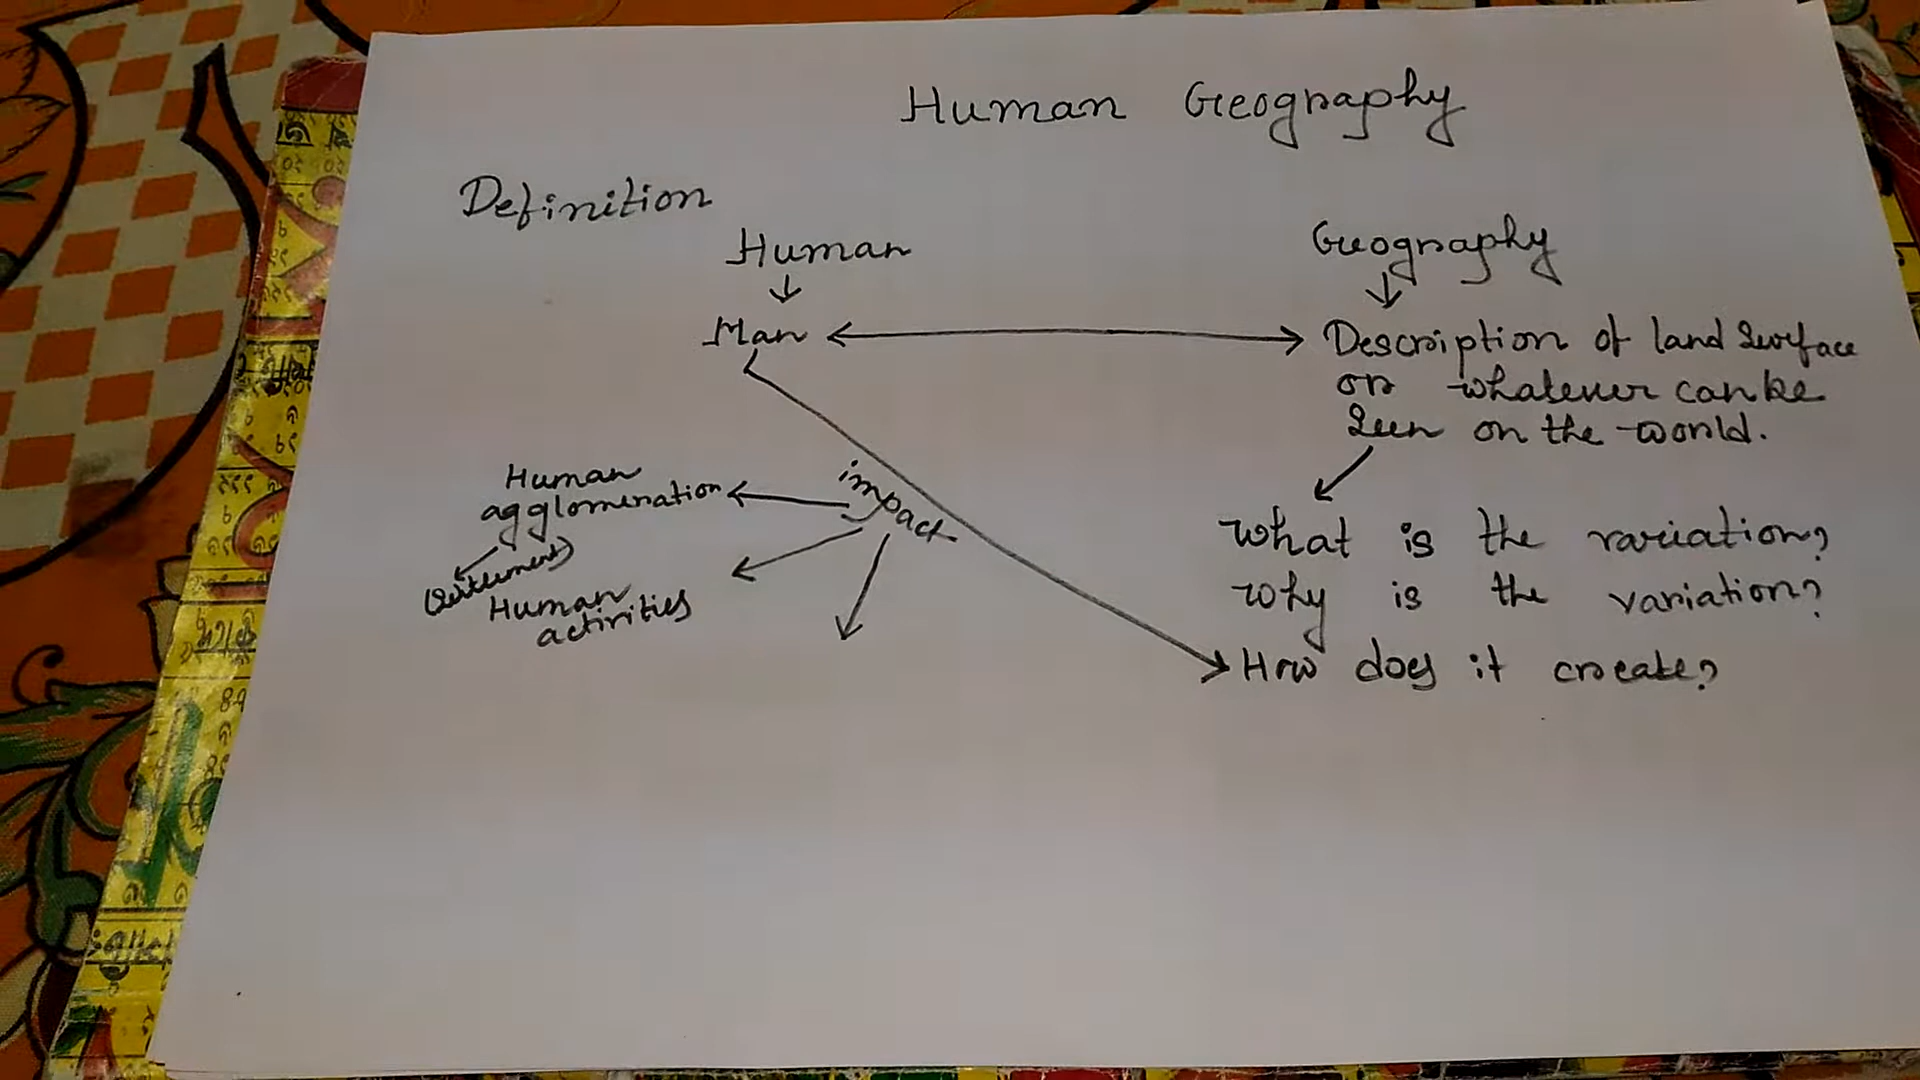 Human Geography
Definition
Human
Geography
Man
Description of land surface
or whatever can be
seen on the world.
impact
Human
agglomeration
(settlement)
Human
activities
What is the variation?
Why is the variation?
How does it create?